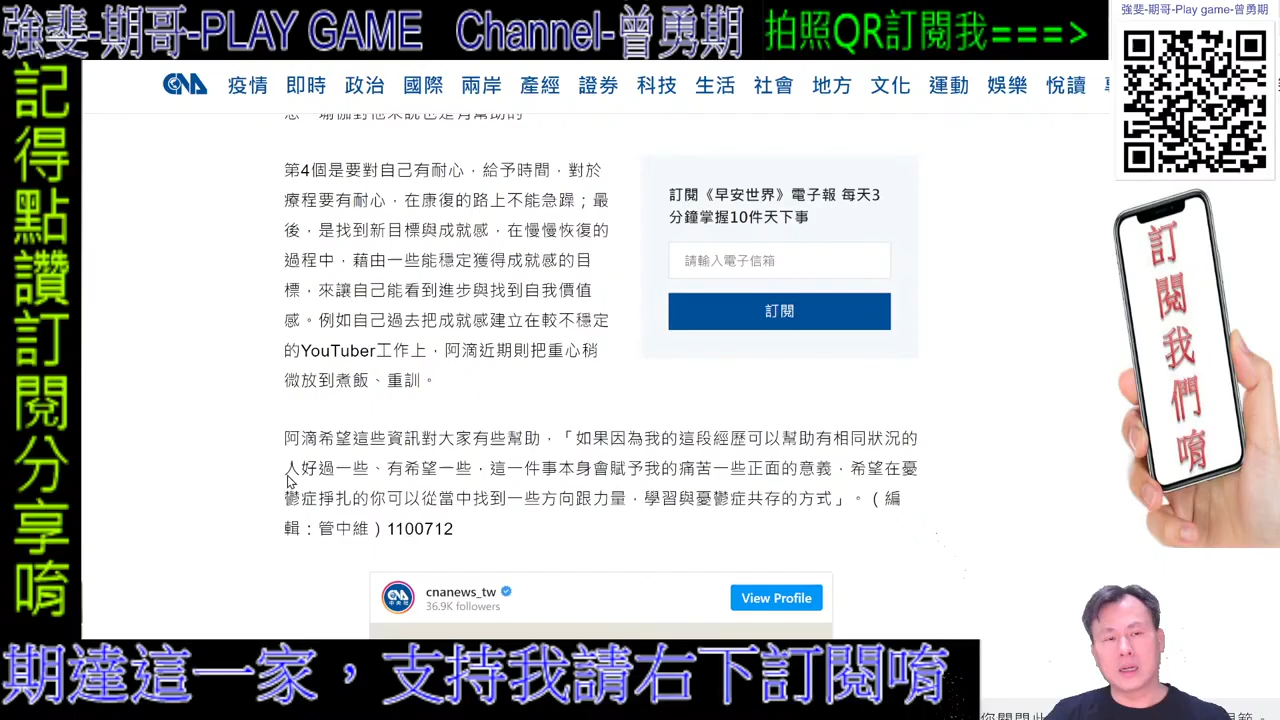 強斐-期哥-PLAY GAME Channel-曾勇期
拍照QR訂閱我===>
強斐-期哥-Play game-曾勇期
記得點讚訂閱分享唷
CNA 疫情 即時 政治 國際 兩岸 產經 證券 科技 生活 社會 地方 文化 運動 娛樂 悅讀
第4個是要對自己有耐心，給予時間，對於
療程要有耐心，在康復的路上不能急躁；最
後，是找到新目標與成就感，在慢慢恢復的
過程中，藉由一些能穩定獲得成就感的目
標，來讓自己能看到進步與找到自我價值
感。例如自己過去把成就感建立在較不穩定
的YouTuber工作上，阿滴近期則把重心稍
微放到煮飯、重訓。
訂閱《早安世界》電子報 每天3
分鐘掌握10件天下事
請輸入電子信箱
訂閱
阿滴希望這些資訊對大家有些幫助，「如果因為我的這段經歷可以幫助有相同狀況的
人好過一些、有希望一些，這一件事本身會賦予我的痛苦一些正面的意義，希望在憂
鬱症掙扎的你可以從當中找到一些方向跟力量，學習與憂鬱症共存的方式」。（編
輯：管中維）1100712
cnanews_tw
36.9K followers
View Profile
訂閱我們唷
期達這一家，支持我請右下訂閱唷